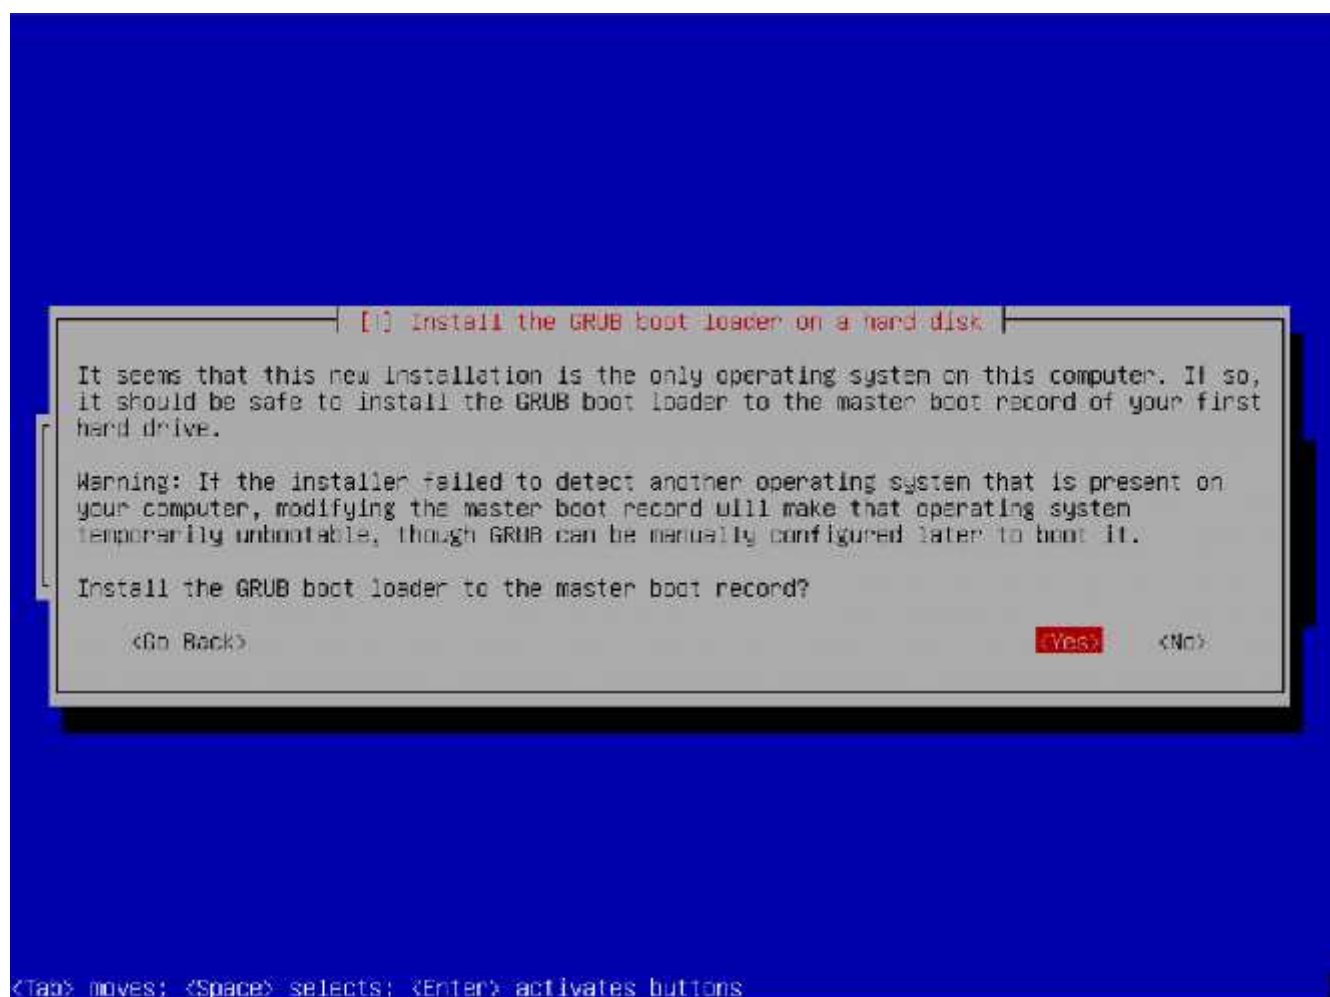 [!] Install the GRUB boot loader on a hard disk
It seems that this new installation is the only operating system on this computer. If so,
it should be safe to install the GRUB boot loader to the master boot record of your first
hard drive.
Warning: If the installer failed to detect another operating system that is present on
your computer, modifying the master boot record will make that operating system
temporarily unbootable, though GRUB can be manually configured later to boot it.
Install the GRUB boot loader to the master boot record?
<Go Back> <Yes> <No>
<Tab> moves; <Space> selects; <Enter> activates buttons